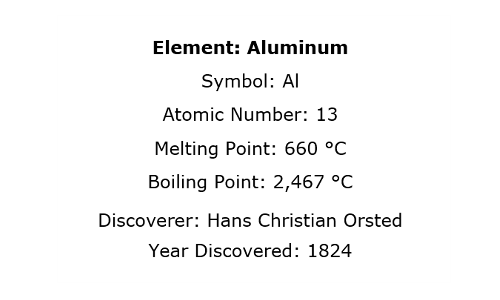 Element: Aluminum
Symbol: Al
Atomic Number: 13
Melting Point: 660 °C
Boiling Point: 2,467 °C
Discoverer: Hans Christian Orsted
Year Discovered: 1824